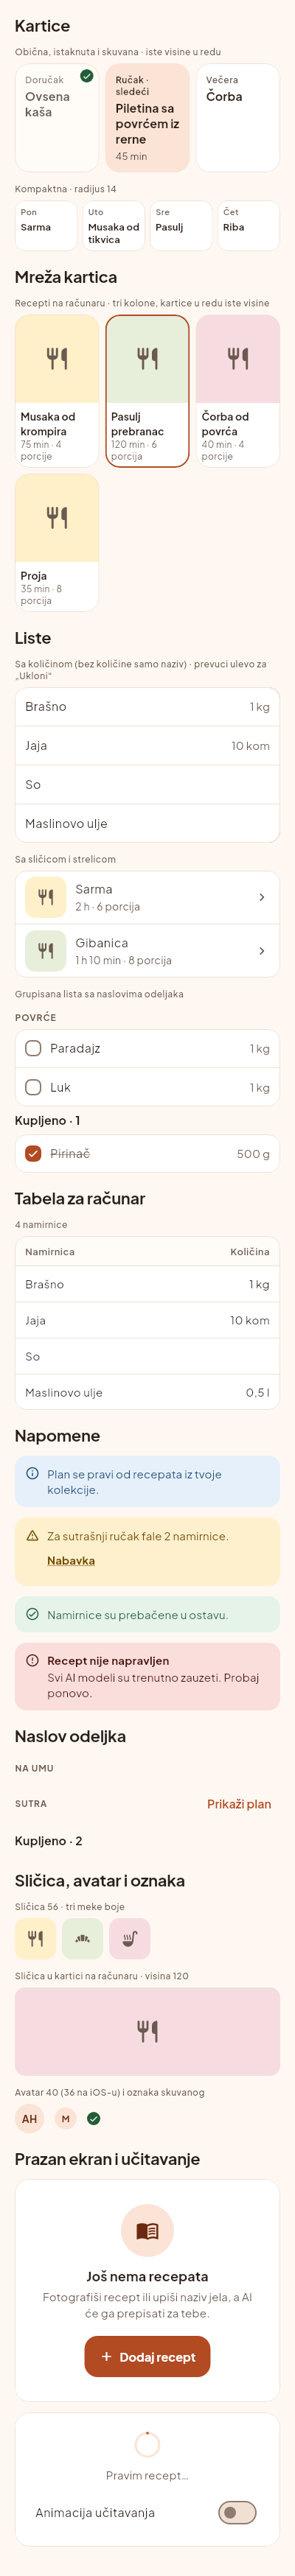 Kartice
Obična, istaknuta i skuvana · iste visine u redu
Doručak
Ovsena
kaša
Ručak ·
sledeći
Piletina sa
povrćem iz
rerne
45 min
Večera
Čorba
Kompaktna · radijus 14
Pon
Sarma
Uto
Musaka od
tikvica
Sre
Pasulj
Čet
Riba
Mreža kartica
Recepti na računaru · tri kolone, kartice u redu iste visine
Musaka od
krompira
75 min · 4
porcije
Pasulj
prebranac
120 min · 6
porcija
Čorba od
povrća
40 min · 4
porcije
Proja
35 min · 8
porcija
Liste
Sa količinom (bez količine samo naziv) · prevuci ulevo za
„Ukloni“
Brašno 1 kg
Jaja 10 kom
So
Maslinovo ulje
Sa sličicom i strelicom
Sarma
2 h · 6 porcija
Gibanica
1 h 10 min · 8 porcija
Grupisana lista sa naslovima odeljaka
POVRĆE
Paradajz 1 kg
Luk 1 kg
Kupljeno · 1
Pirinač 500 g
Tabela za računar
4 namirnice
Namirnica Količina
Brašno 1 kg
Jaja 10 kom
So
Maslinovo ulje 0,5 l
Napomene
Plan se pravi od recepata iz tvoje
kolekcije.
Za sutrašnji ručak fale 2 namirnice.
Nabavka
Namirnice su prebačene u ostavu.
Recept nije napravljen
Svi AI modeli su trenutno zauzeti. Probaj
ponovo.
Naslov odeljka
NA UMU
SUTRA Prikaži plan
Kupljeno · 2
Sličica, avatar i oznaka
Sličica 56 · tri meke boje
Sličica u kartici na računaru · visina 120
Avatar 40 (36 na iOS-u) i oznaka skuvanog
AH M
Prazan ekran i učitavanje
Još nema recepata
Fotografiši recept ili upiši naziv jela, a AI
će ga prepisati za tebe.
+ Dodaj recept
Pravim recept…
Animacija učitavanja